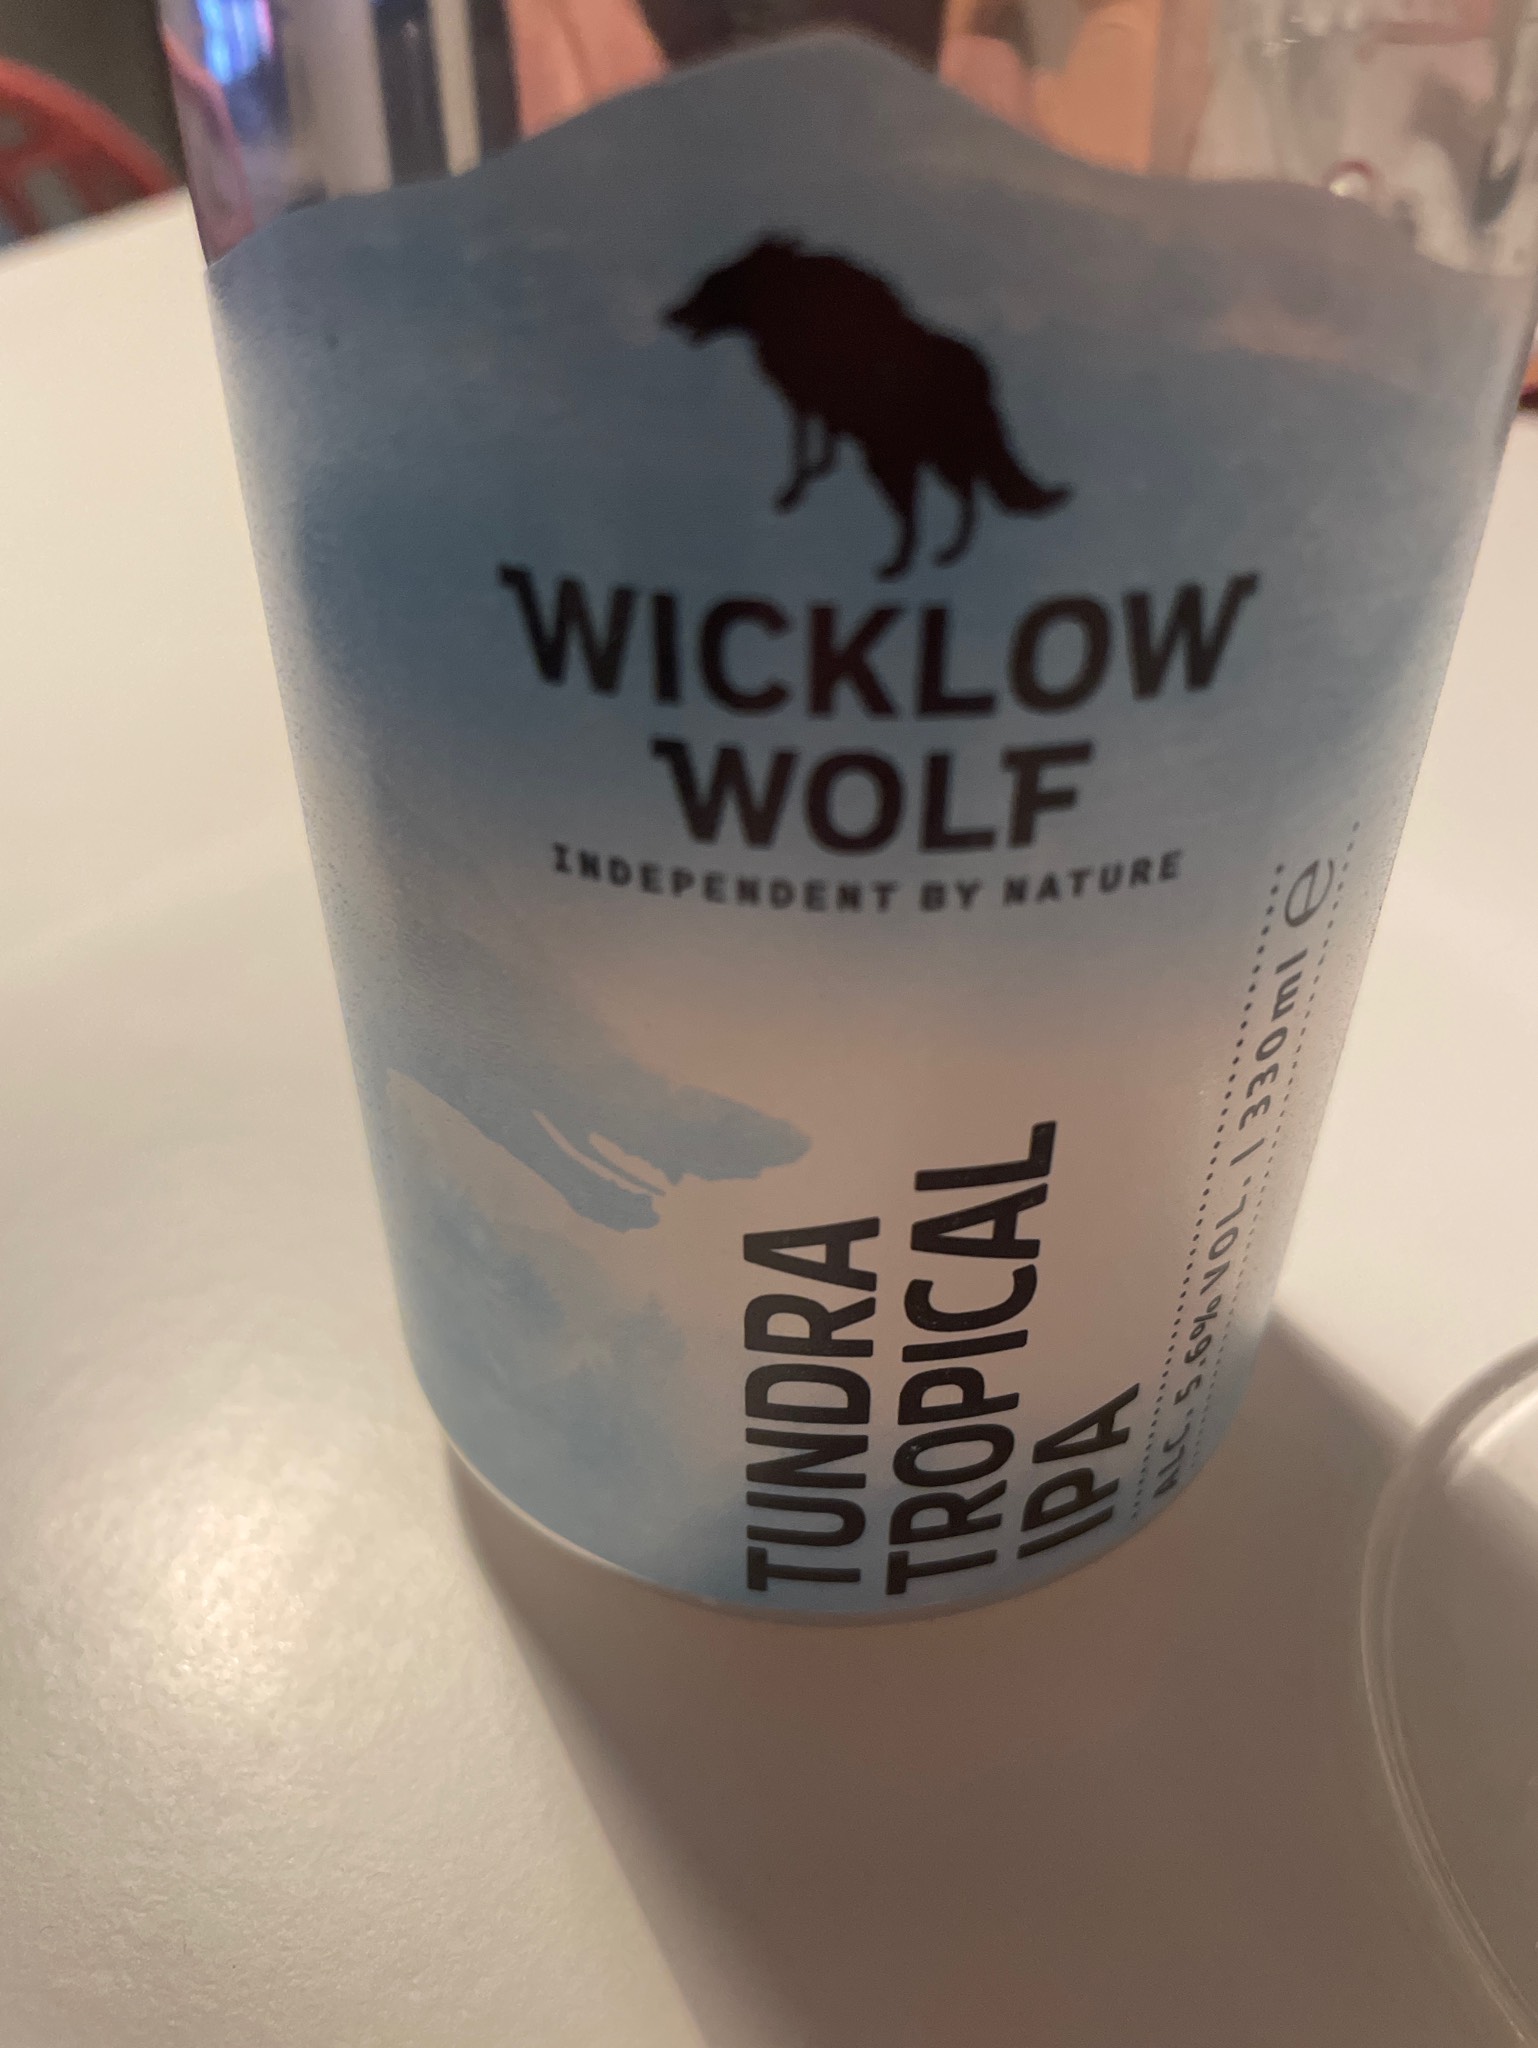 WICKLOW
WOLF
INDEPENDENT BY NATURE
TUNDRA
TROPICAL
IPA
ALC. 5.6% VOL. | 330ml e